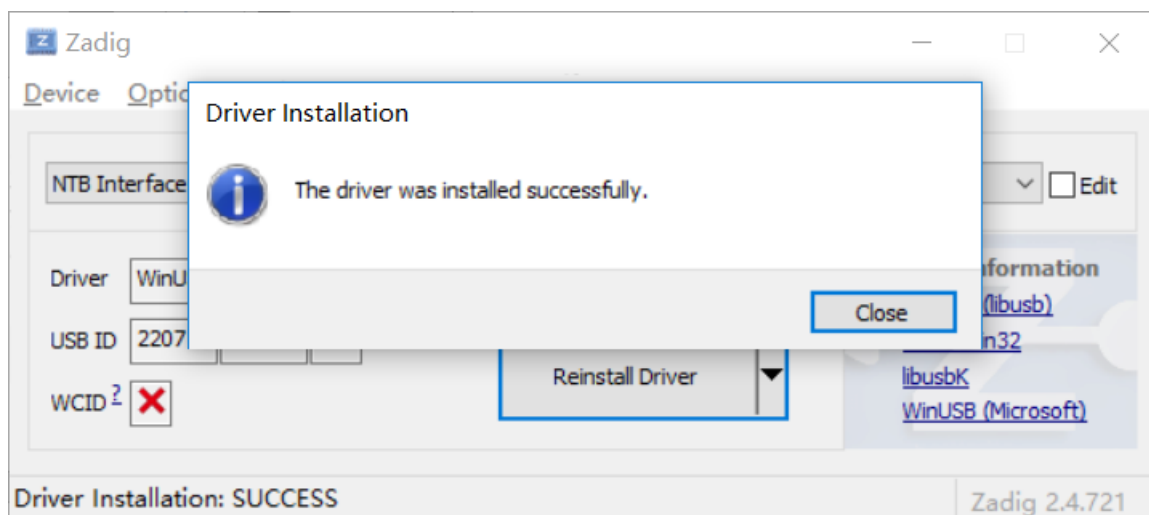 Zadig
Device
Driver Installation
The driver was installed successfully.
Close
NTB Interface
Edit
Driver
USB ID 2207
WCID ?
Reinstall Driver
(libusb)
libusbK
WinUSB (Microsoft)
Driver Installation: SUCCESS
Zadig 2.4.721